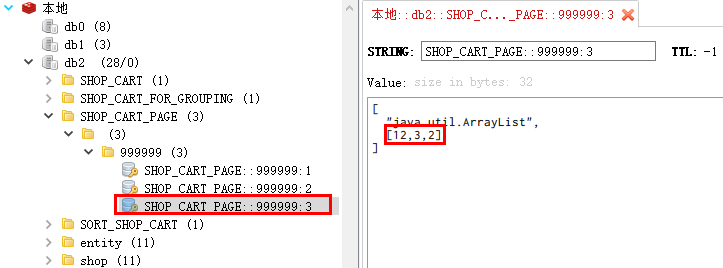 本地
db0 (8)
db1 (3)
db2 (28/0)
SHOP_CART (1)
SHOP_CART_FOR_GROUPING (1)
SHOP_CART_PAGE (3)
(3)
999999 (3)
SHOP_CART_PAGE::999999:1
SHOP_CART_PAGE::999999:2
SHOP_CART_PAGE::999999:3
SORT_SHOP_CART (1)
entity (11)
shop (11)
本地::db2::SHOP_C..._PAGE::999999:3
STRING: SHOP_CART_PAGE::999999:3 TTL: -1
Value: size in bytes: 32
[
"java.util.ArrayList",
[12,3,2]
]